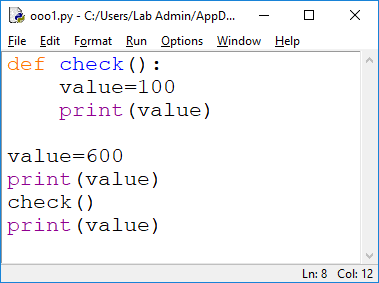 ooo1.py - C:/Users/Lab Admin/AppD...
File Edit Format Run Options Window Help
def check():
    value=100
    print(value)

value=600
print(value)
check()
print(value)
Ln: 8 Col: 12